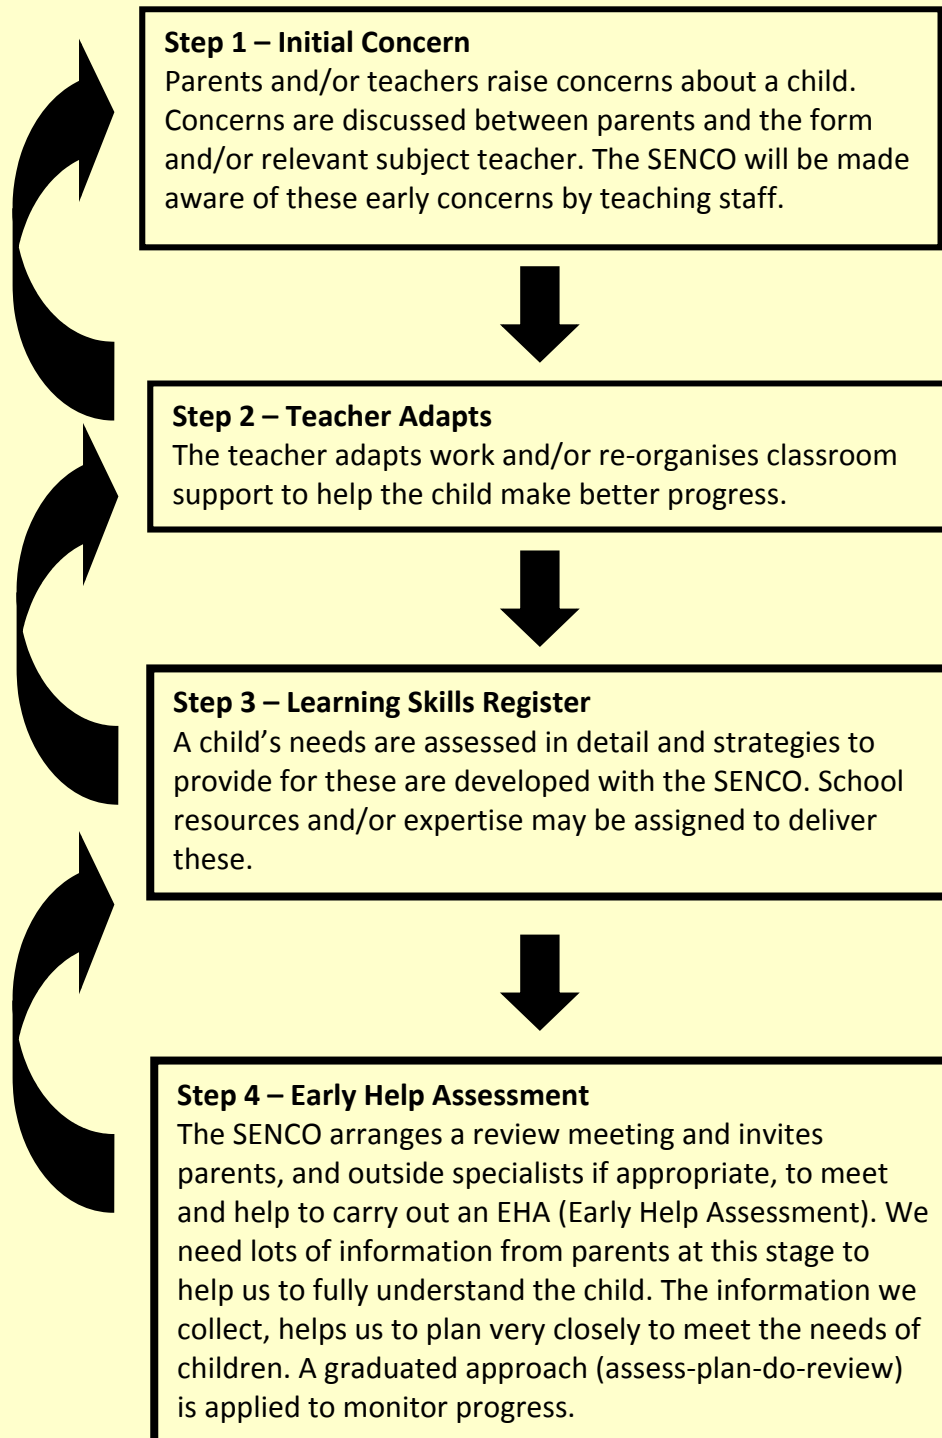 Step 1 – Initial Concern
Parents and/or teachers raise concerns about a child.
Concerns are discussed between parents and the form
and/or relevant subject teacher. The SENCO will be made
aware of these early concerns by teaching staff.
Step 2 – Teacher Adapts
The teacher adapts work and/or re-organises classroom
support to help the child make better progress.
Step 3 – Learning Skills Register
A child’s needs are assessed in detail and strategies to
provide for these are developed with the SENCO. School
resources and/or expertise may be assigned to deliver
these.
Step 4 – Early Help Assessment
The SENCO arranges a review meeting and invites
parents, and outside specialists if appropriate, to meet
and help to carry out an EHA (Early Help Assessment). We
need lots of information from parents at this stage to
help us to fully understand the child. The information we
collect, helps us to plan very closely to meet the needs of
children. A graduated approach (assess-plan-do-review)
is applied to monitor progress.